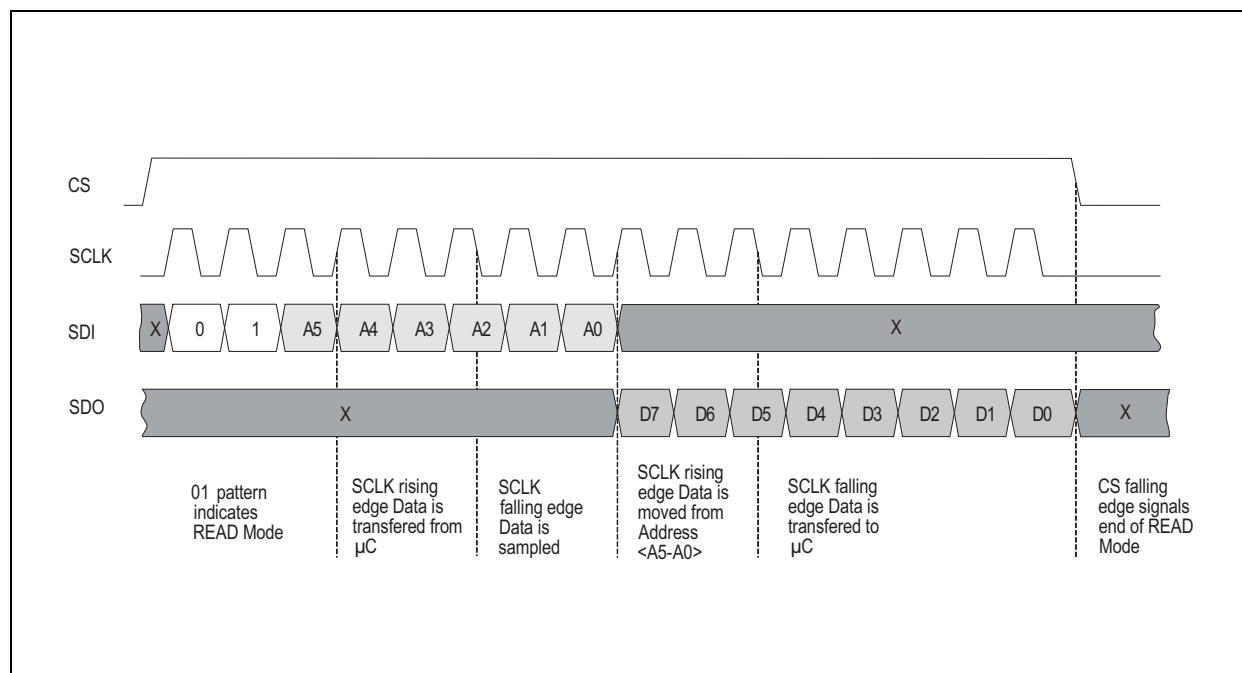 CS
SCLK
SDI X 0 1 A5 A4 A3 A2 A1 A0 X
SDO X D7 D6 D5 D4 D3 D2 D1 D0 X
01 pattern
indicates
READ Mode
SCLK rising
edge Data is
transfered from
µC
SCLK
falling edge
Data is
sampled
SCLK rising
edge Data is
moved from
Address
<A5-A0>
SCLK falling
edge Data is
transfered to
µC
CS falling
edge signals
end of READ
Mode